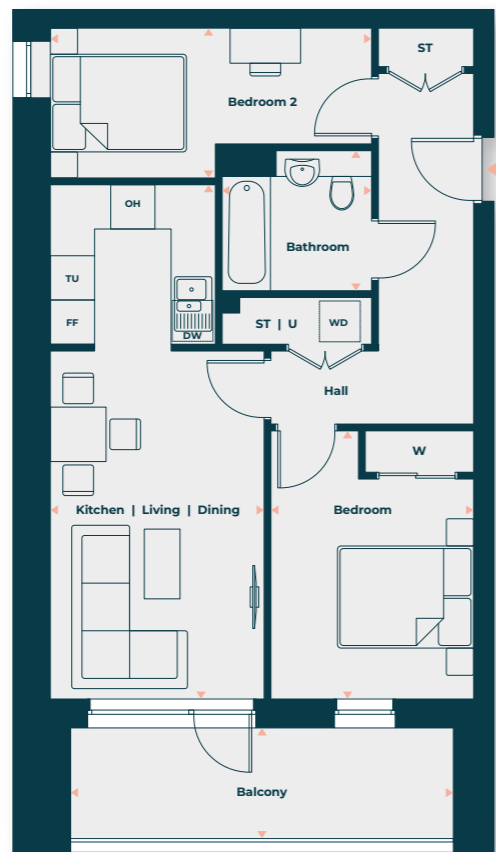 ST
Bedroom 2
OH
Bathroom
TU
FF
DW
ST | U
WD
Hall
W
Kitchen | Living | Dining
Bedroom
Balcony